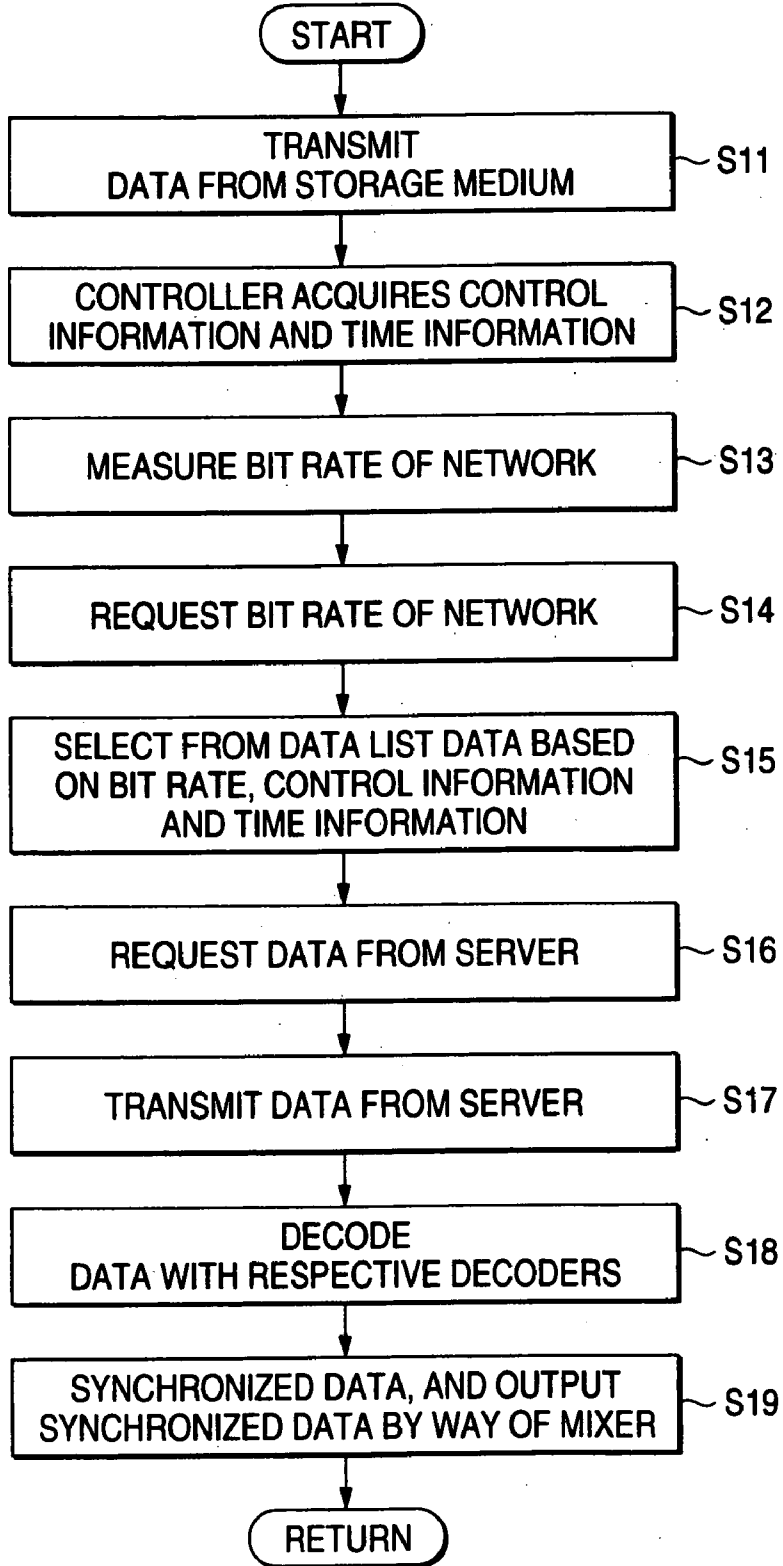 START
TRANSMIT
DATA FROM STORAGE MEDIUM
S11
CONTROLLER ACQUIRES CONTROL
INFORMATION AND TIME INFORMATION
S12
MEASURE BIT RATE OF NETWORK
S13
REQUEST BIT RATE OF NETWORK
S14
SELECT FROM DATA LIST DATA BASED
ON BIT RATE, CONTROL INFORMATION
AND TIME INFORMATION
S15
REQUEST DATA FROM SERVER
S16
TRANSMIT DATA FROM SERVER
S17
DECODE
DATA WITH RESPECTIVE DECODERS
S18
SYNCHRONIZED DATA, AND OUTPUT
SYNCHRONIZED DATA BY WAY OF MIXER
S19
RETURN